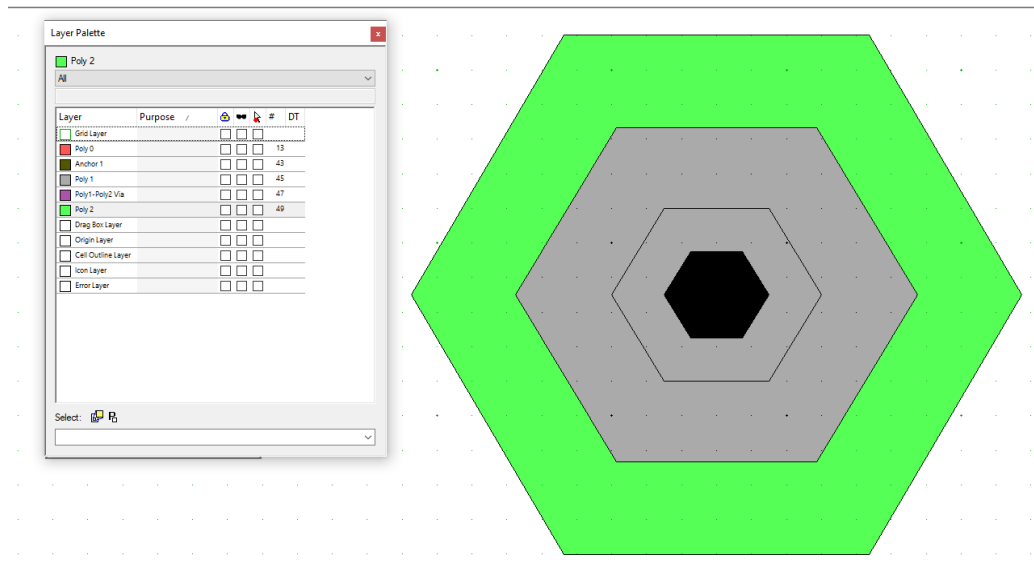 Layer Palette
x
Poly 2
All
Layer Purpose / # DT
Grid Layer
Poly 0 13
Anchor 1 43
Poly 1 45
Poly1-Poly2 Via 47
Poly 2 49
Drag Box Layer
Origin Layer
Cell Outline Layer
Icon Layer
Error Layer
Select: